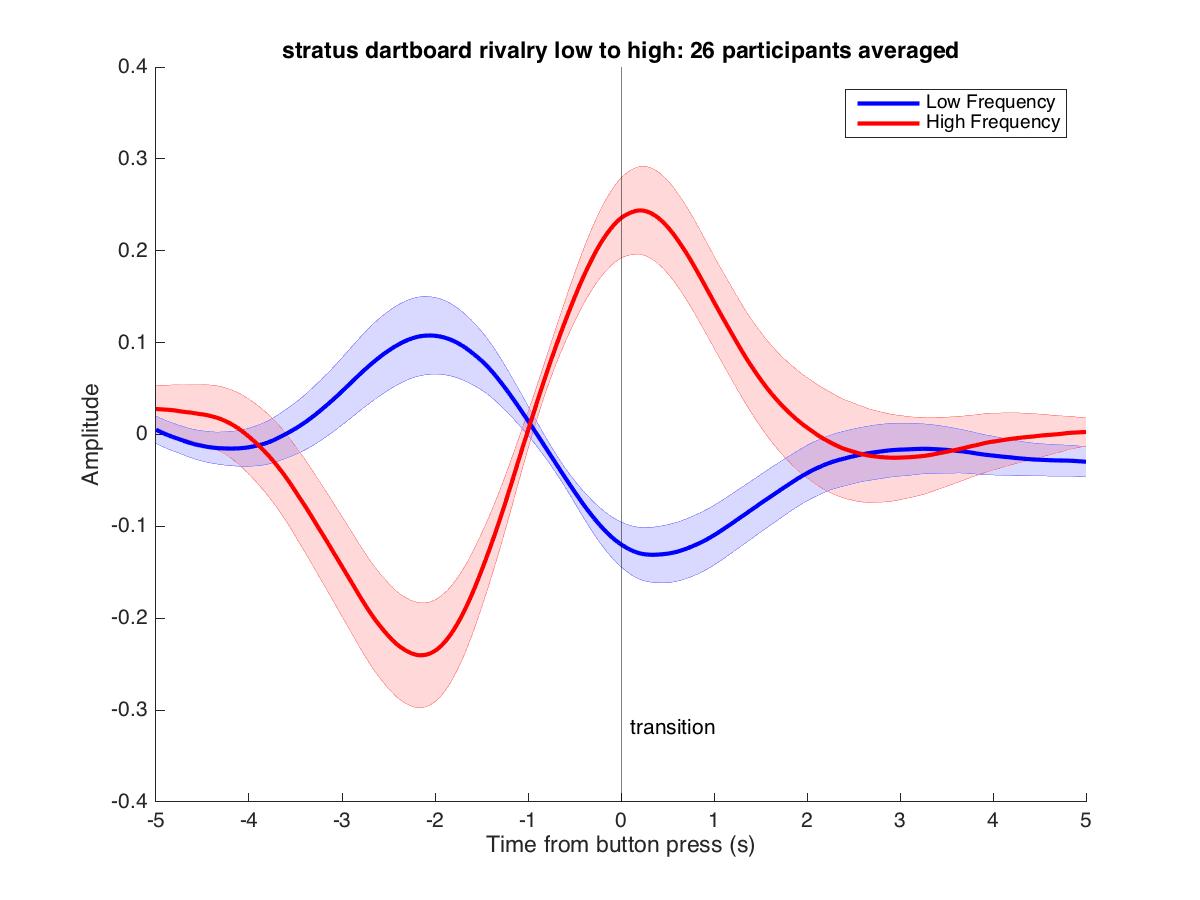 stratus dartboard rivalry low to high: 26 participants averaged
Low Frequency
High Frequency
0.4
0.3
0.2
0.1
0
-0.1
-0.2
-0.3
-0.4
Amplitude
transition
-5 -4 -3 -2 -1 0 1 2 3 4 5
Time from button press (s)